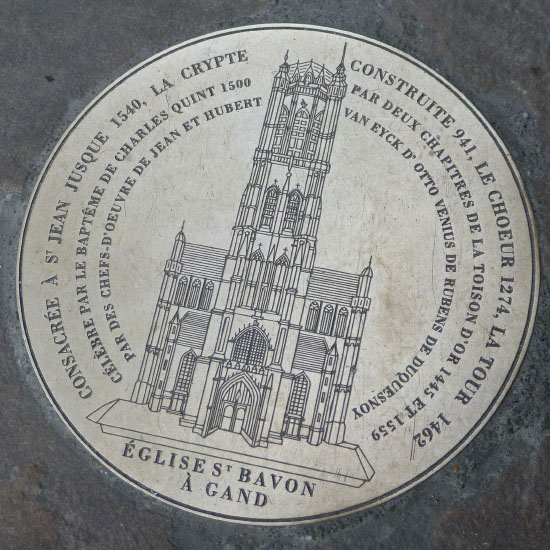 CONSACRÉE A ST JEAN JUSQUE 1540, LA CRYPTE CONSTRUITE 941, LE CHOEUR 1274, LA TOUR 1462
CÉLÈBRE PAR LE BAPTÉME DE CHARLES QUINT 1500 PAR DEUX CHAPITRES DE LA TOISON D'OR 1445 ET 1559
PAR DES CHEFS-D'OEUVRE DE JEAN ET HUBERT VAN EYCK D'OTTO VENIUS DE RUBENS DE DUQUESNOY
ÉGLISE ST BAVON
À GAND